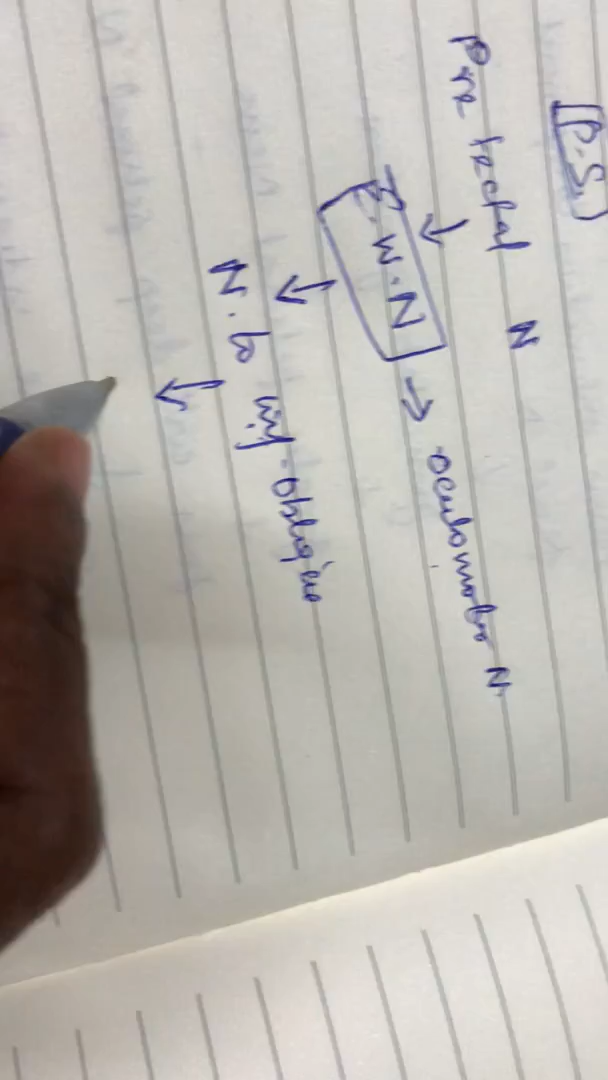 P.S.
Pre tectal N
↓
E.W.N → oculomotor N.
↓
N. to inf. oblique
↓